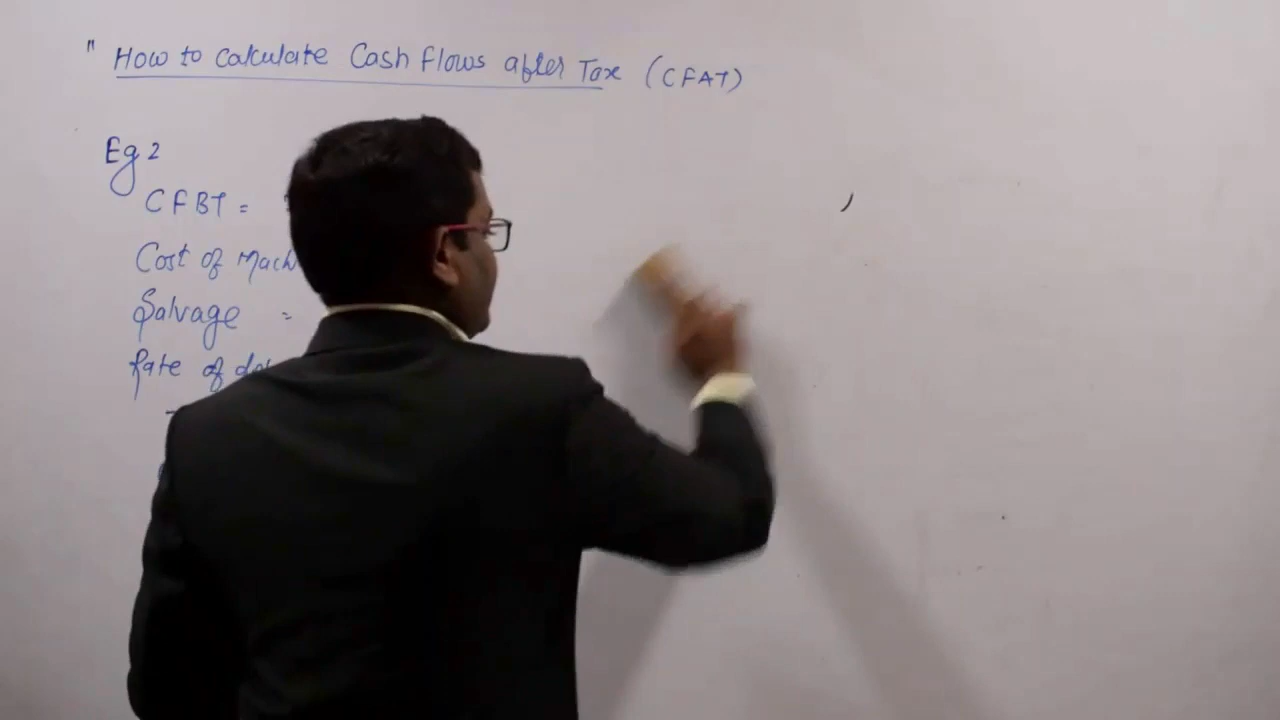 " How to Calculate Cash flows after Tax (CFAT)
Eg 2
CFBT =
Cost of Mach
Salvage =
Rate of de